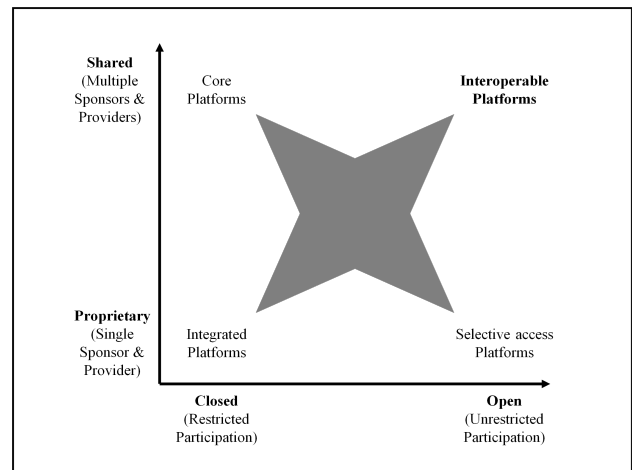 Shared
(Multiple
Sponsors &
Providers)
Core
Platforms
Interoperable
Platforms
Proprietary
(Single
Sponsor &
Provider)
Integrated
Platforms
Selective access
Platforms
Closed
(Restricted
Participation)
Open
(Unrestricted
Participation)